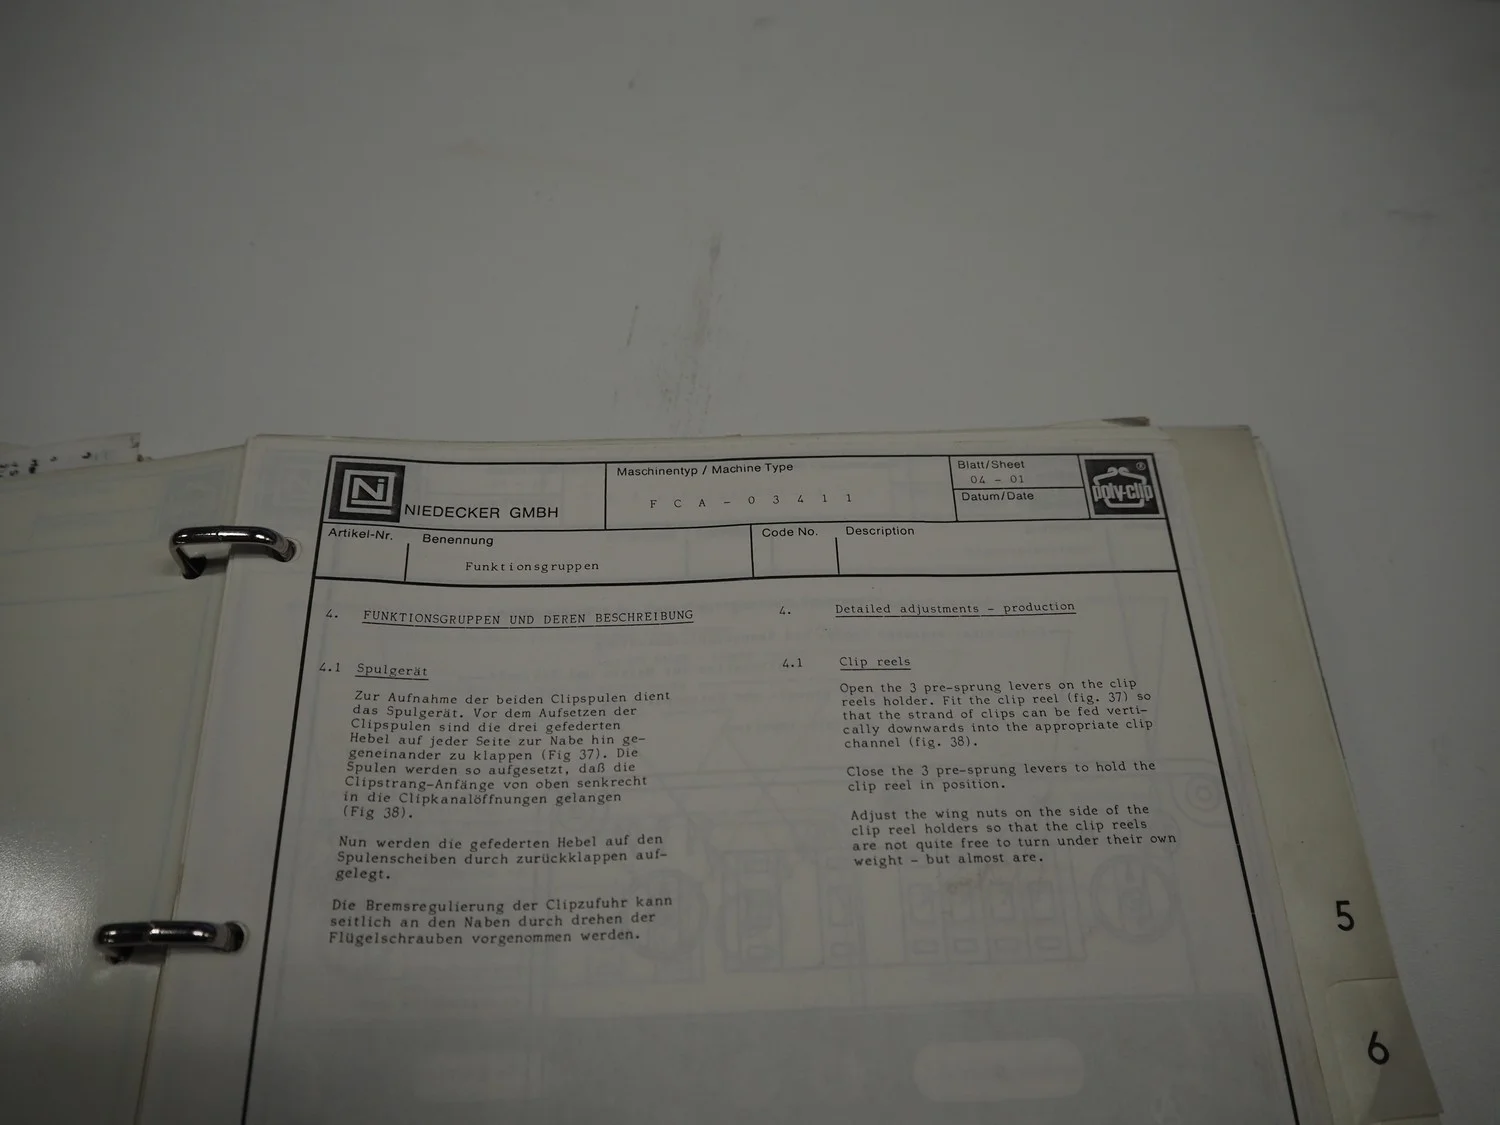 NIEDECKER GMBH
Maschinentyp / Machine Type
F C A - 0 3 4 1 1
Blatt/Sheet
04 - 01
Datum/Date
poly-clip
®
Artikel-Nr.
Benennung
Funktionsgruppen
Code No.
Description
4. FUNKTIONSGRUPPEN UND DEREN BESCHREIBUNG
4.1 Spulgerät
Zur Aufnahme der beiden Clipspulen dient
das Spulgerät. Vor dem Aufsetzen der
Clipspulen sind die drei gefederten
Hebel auf jeder Seite zur Nabe hin ge-
geneinander zu klappen (Fig 37). Die
Spulen werden so aufgesetzt, daß die
Clipstrang-Anfänge von oben senkrecht
in die Clipkanalöffnungen gelangen
(Fig 38).
Nun werden die gefederten Hebel auf den
Spulenscheiben durch zurückklappen auf-
gelegt.
Die Bremsregulierung der Clipzufuhr kann
seitlich an den Naben durch drehen der
Flügelschrauben vorgenommen werden.
4. Detailed adjustments - production
4.1 Clip reels
Open the 3 pre-sprung levers on the clip
reels holder. Fit the clip reel (fig. 37) so
that the strand of clips can be fed verti-
cally downwards into the appropriate clip
channel (fig. 38).
Close the 3 pre-sprung levers to hold the
clip reel in position.
Adjust the wing nuts on the side of the
clip reel holders so that the clip reels
are not quite free to turn under their own
weight - but almost are.
5
6